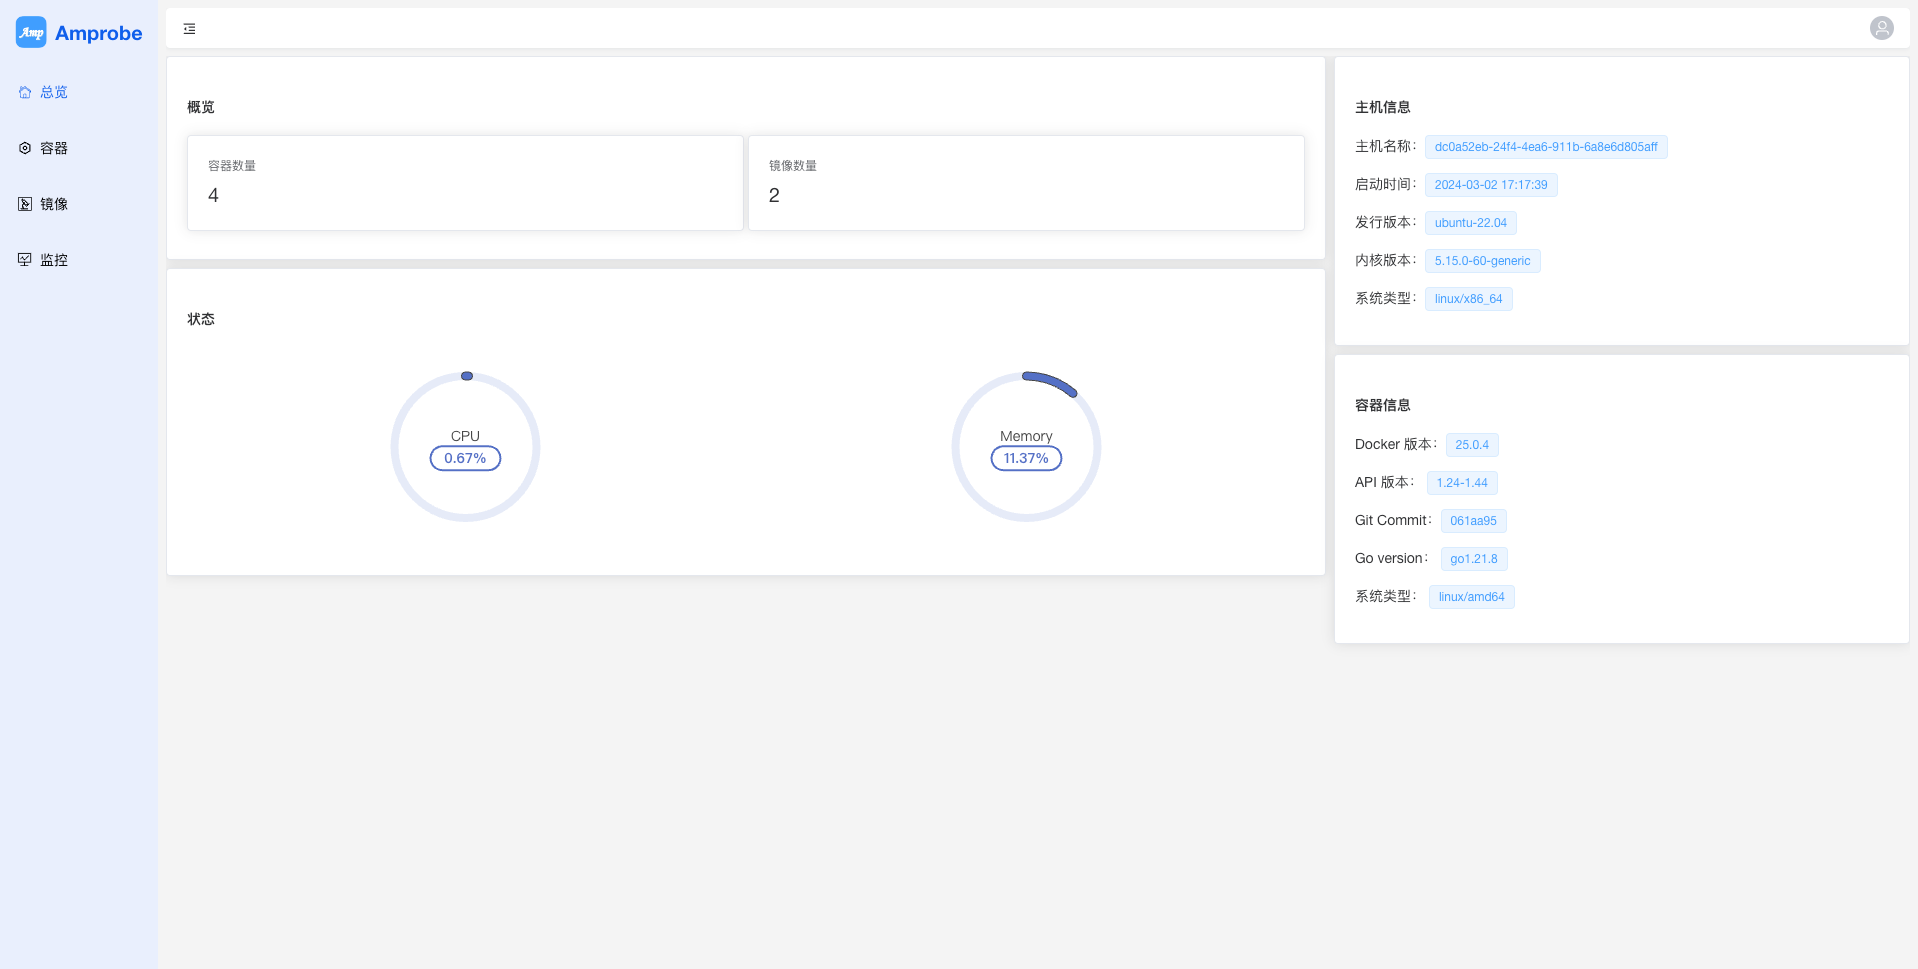 Amp
Amprobe
总览
容器
镜像
监控
概览
容器数量
4
镜像数量
2
状态
CPU
0.67%
Memory
11.37%
主机信息
主机名称: dc0a52eb-24f4-4ea6-911b-6a8e6d805aff
启动时间: 2024-03-02 17:17:39
发行版本: ubuntu-22.04
内核版本: 5.15.0-60-generic
系统类型: linux/x86_64
容器信息
Docker 版本: 25.0.4
API 版本: 1.24-1.44
Git Commit: 061aa95
Go version: go1.21.8
系统类型: linux/amd64